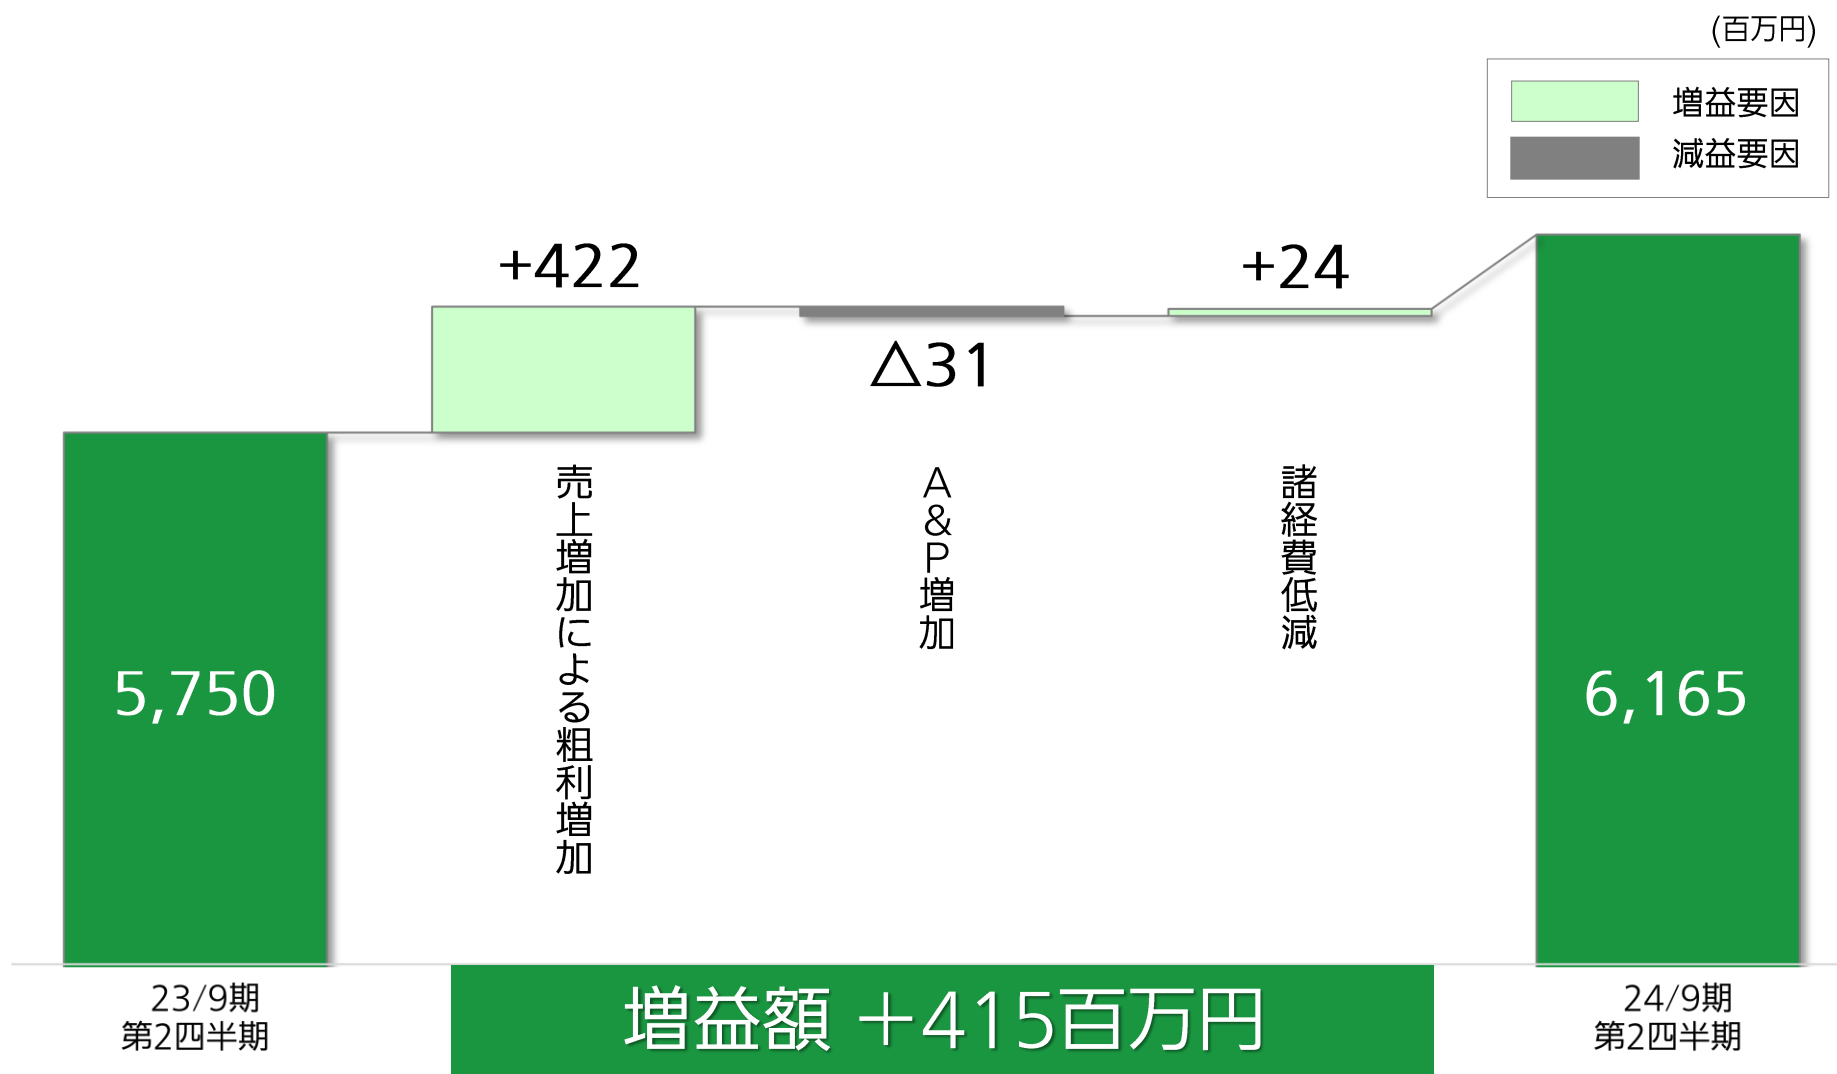 (百万円)
増益要因
減益要因
+422
△31
+24
5,750
売上増加による粗利増加
A&P増加
諸経費低減
6,165
23/9期
第2四半期
増益額 +415百万円
24/9期
第2四半期